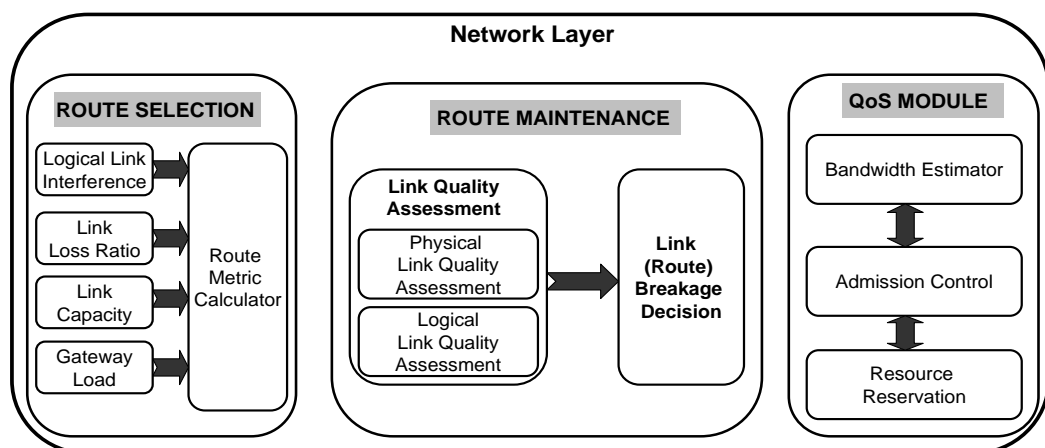 Network Layer
ROUTE SELECTION
Logical Link
Interference
Link
Loss Ratio
Link
Capacity
Gateway
Load
Route
Metric
Calculator
ROUTE MAINTENANCE
Link Quality
Assessment
Physical
Link Quality
Assessment
Logical
Link Quality
Assessment
Link
(Route)
Breakage
Decision
QoS MODULE
Bandwidth Estimator
Admission Control
Resource
Reservation